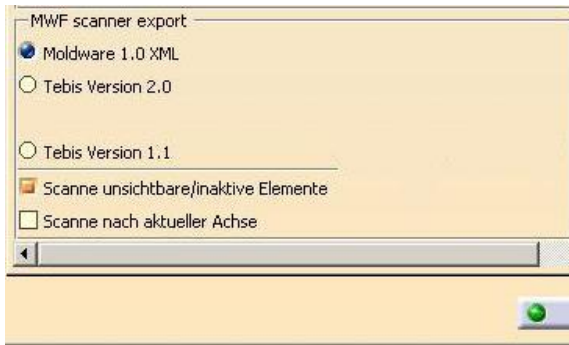 MWF scanner export
Moldware 1.0 XML
Tebis Version 2.0
Tebis Version 1.1
Scanne unsichtbare/inaktive Elemente
Scanne nach aktueller Achse